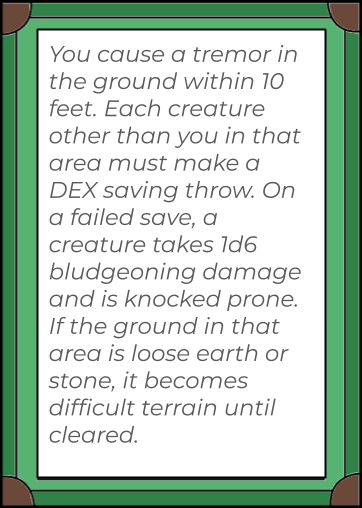 You cause a tremor in
the ground within 10
feet. Each creature
other than you in that
area must make a
DEX saving throw. On
a failed save, a
creature takes 1d6
bludgeoning damage
and is knocked prone.
If the ground in that
area is loose earth or
stone, it becomes
difficult terrain until
cleared.